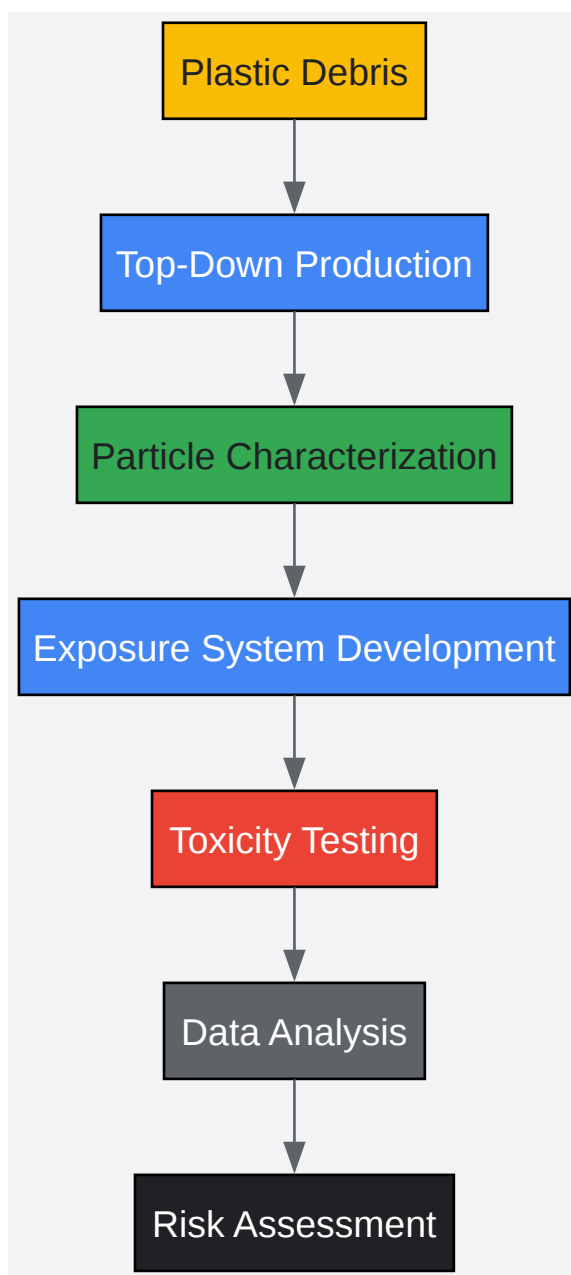 Plastic Debris
Top-Down Production
Particle Characterization
Exposure System Development
Toxicity Testing
Data Analysis
Risk Assessment